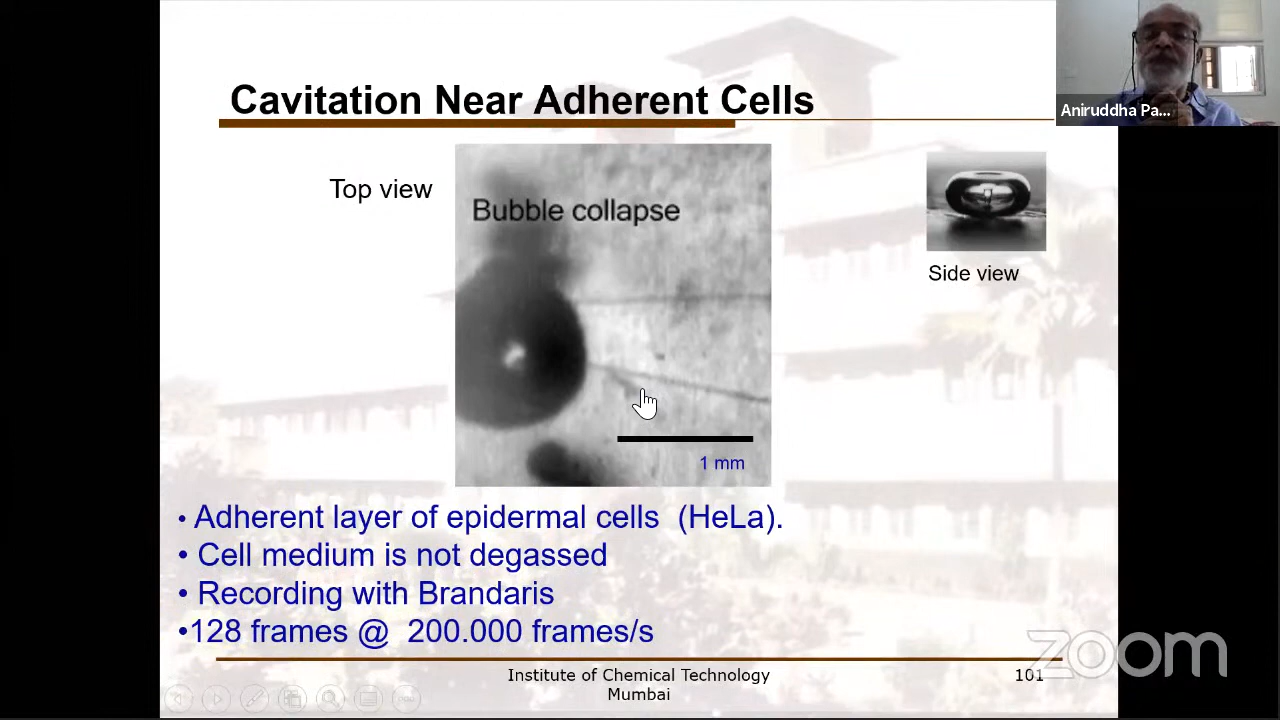 Aniruddha Pa...
Cavitation Near Adherent Cells
Top view
Bubble collapse
Side view
1 mm
• Adherent layer of epidermal cells (HeLa).
• Cell medium is not degassed
• Recording with Brandaris
•128 frames @ 200.000 frames/s
Institute of Chemical Technology
Mumbai
101
zoom